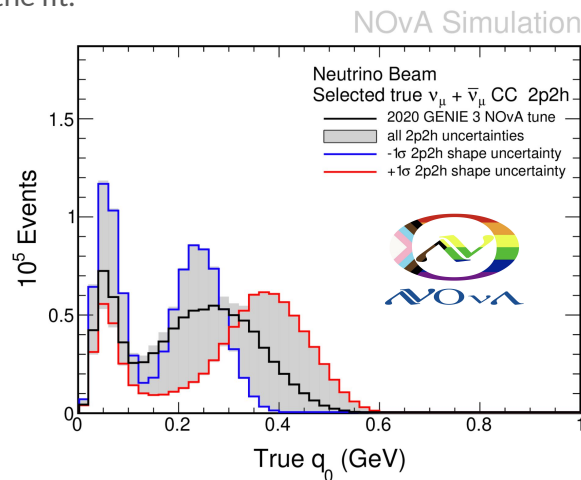 the fit.
NOvA Simulation
Neutrino Beam
Selected true νμ + ν̄μ CC 2p2h
2020 GENIE 3 NOvA tune
all 2p2h uncertainties
-1σ 2p2h shape uncertainty
+1σ 2p2h shape uncertainty
1.5
1
0.5
0
10⁵ Events
NOvA
0 0.2 0.4 0.6 0.8 1
True q₀ (GeV)